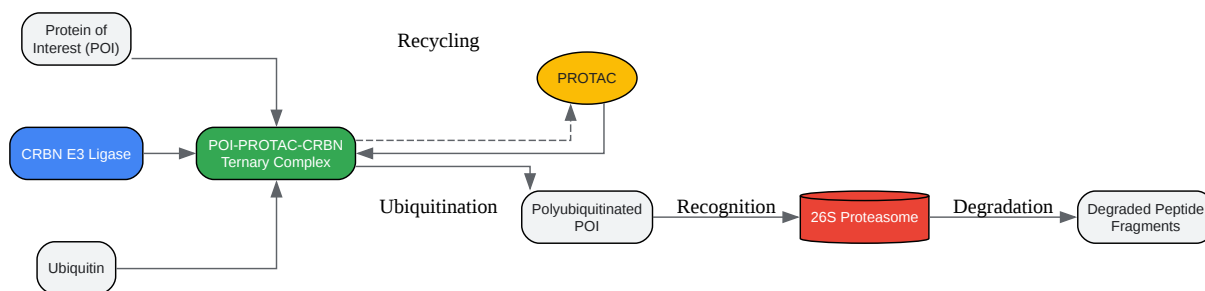 Protein of
Interest (POI)
Recycling
PROTAC
CRBN E3 Ligase
POI-PROTAC-CRBN
Ternary Complex
Ubiquitination
Polyubiquitinated
POI
Recognition
26S Proteasome
Degradation
Degraded Peptide
Fragments
Ubiquitin